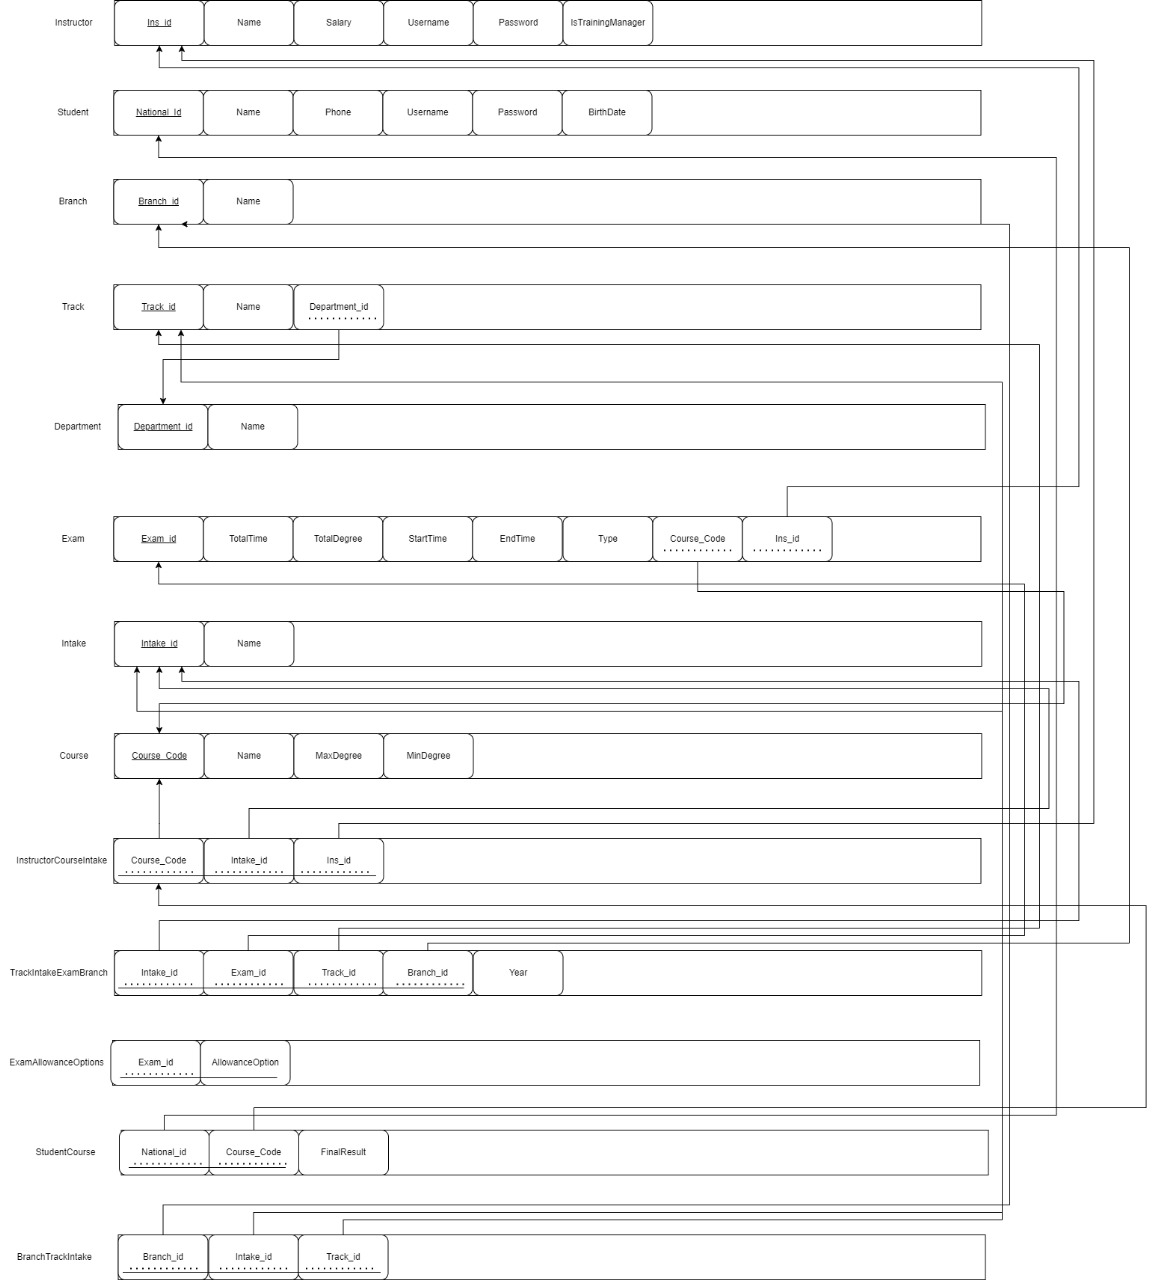 Instructor Ins_id Name Salary Username Password IsTrainingManager
Student National_Id Name Phone Username Password BirthDate
Branch Branch_id Name
Track Track_id Name Department_id
Department Department_id Name
Exam Exam_id TotalTime TotalDegree StartTime EndTime Type Course_Code Ins_id
Intake Intake_id Name
Course Course_Code Name MaxDegree MinDegree
InstructorCourseIntake Course_Code Intake_id Ins_id
TrackIntakeExamBranch Intake_id Exam_id Track_id Branch_id Year
ExamAllowanceOptions Exam_id AllowanceOption
StudentCourse National_id Course_Code FinalResult
BranchTrackIntake Branch_id Intake_id Track_id